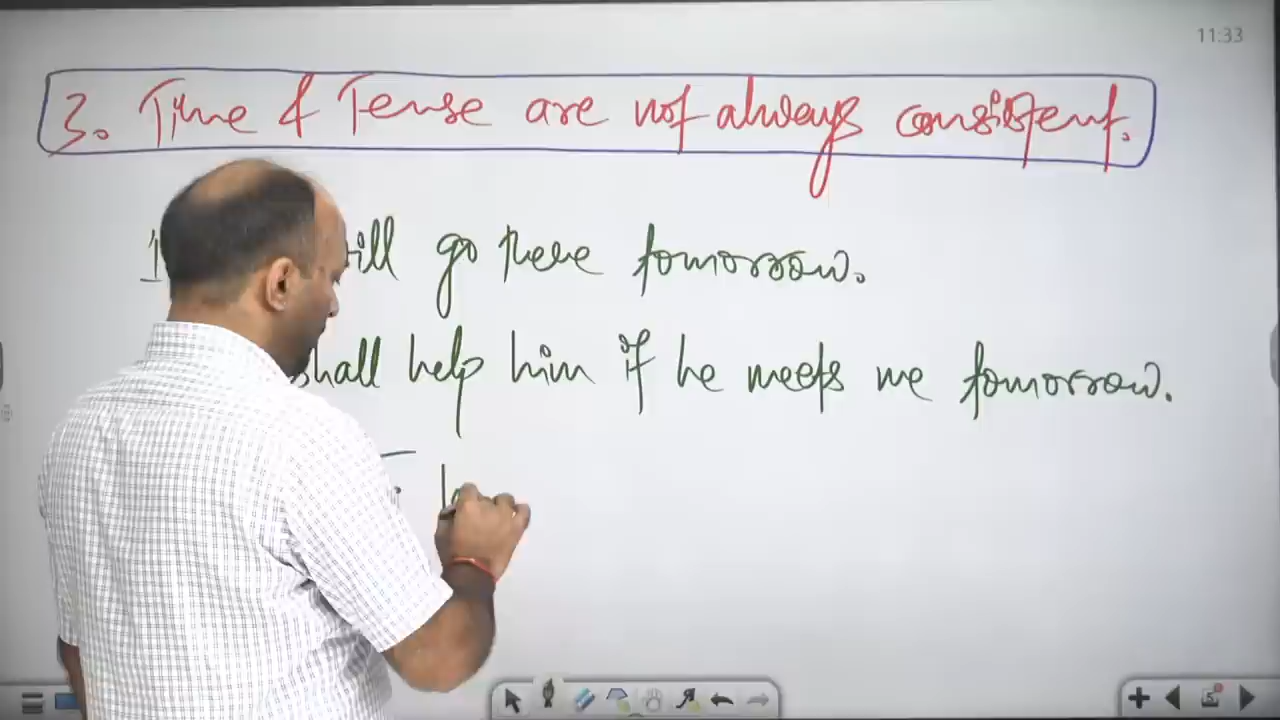 11:33
3. Time & Tense are not always consistent.
I will go there tomorrow.
shall help him if he meets me tomorrow.
5